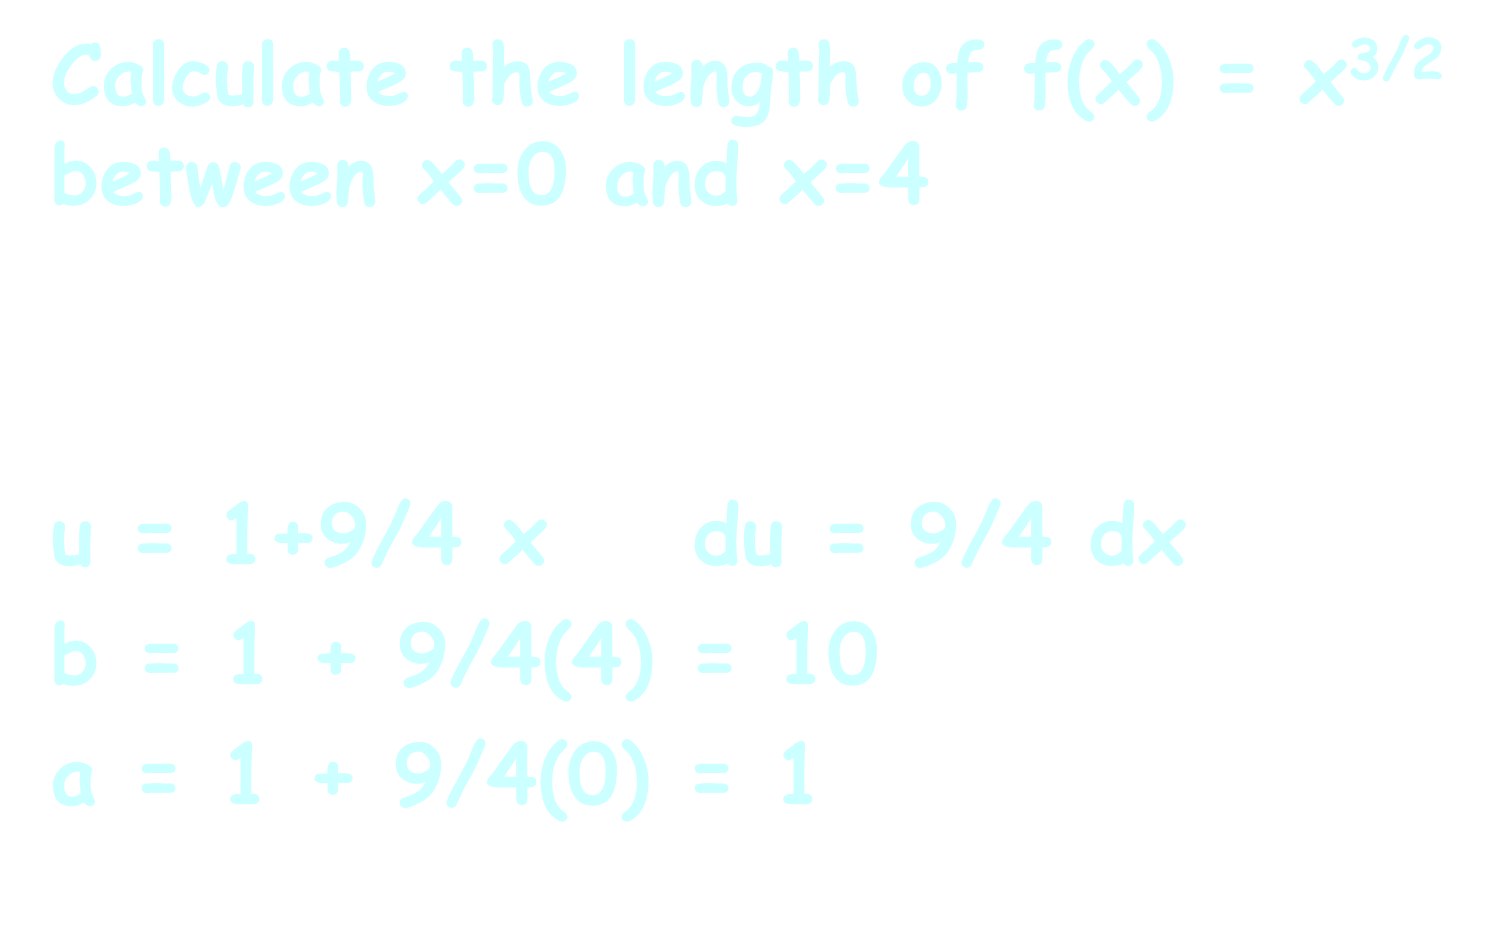 Calculate the length of f(x) = x³/²
between x=0 and x=4
u = 1+9/4 x du = 9/4 dx
b = 1 + 9/4(4) = 10
a = 1 + 9/4(0) = 1